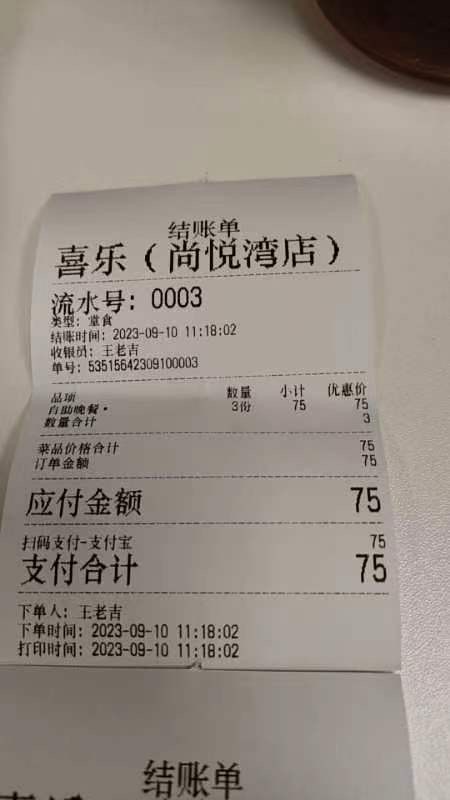 结账单
喜乐（尚悦湾店）
流水号: 0003
类型: 堂食
结账时间: 2023-09-10 11:18:02
收银员: 王老吉
单号: 53515642309100003
品项 数量 小计 优惠价
自助晚餐· 3份 75 75
数量合计 3
菜品价格合计 75
订单金额 75
应付金额 75
扫码支付-支付宝 75
支付合计 75
下单人: 王老吉
下单时间: 2023-09-10 11:18:02
打印时间: 2023-09-10 11:18:02
结账单